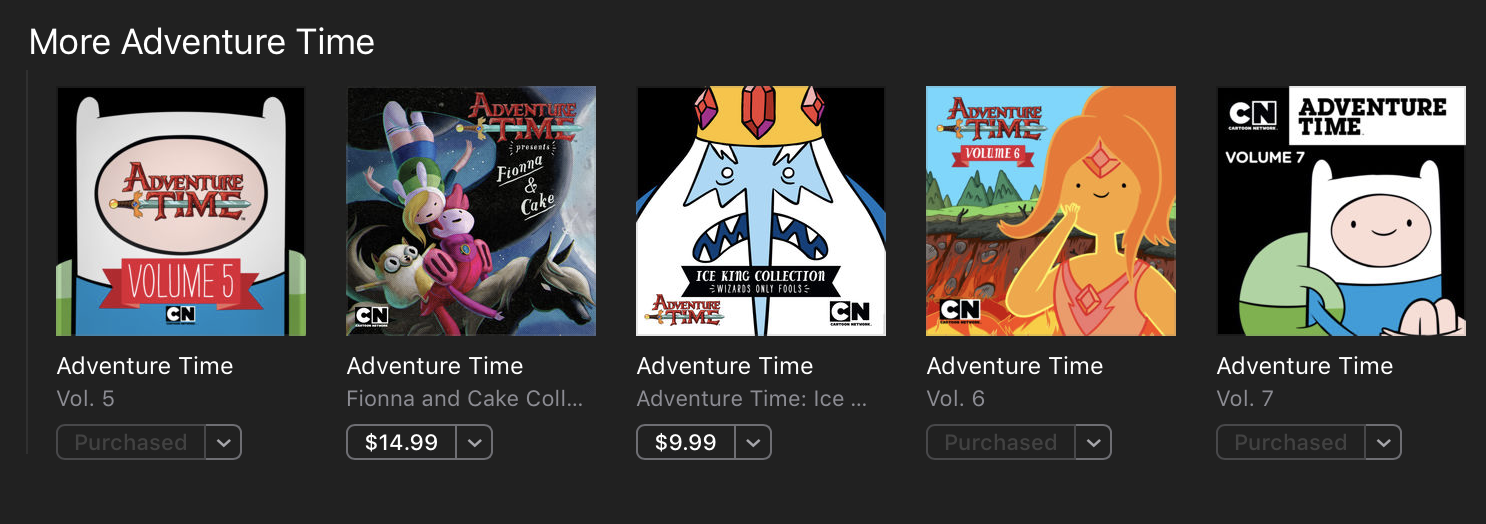 More Adventure Time
ADVENTURE
TIME
VOLUME 5
CN
CARTOON NETWORK
ADVENTURE
TIME
presents
Fionna
&
Cake
CN
CARTOON NETWORK
ICE KING COLLECTION
WIZARDS ONLY FOOLS
ADVENTURE
TIME
CN
CARTOON NETWORK
ADVENTURE
TIME
VOLUME 6
CN
CARTOON NETWORK
CN
CARTOON NETWORK
ADVENTURE
TIME
VOLUME 7
Adventure Time
Vol. 5
Purchased
Adventure Time
Fionna and Cake Coll...
$14.99
Adventure Time
Adventure Time: Ice ...
$9.99
Adventure Time
Vol. 6
Purchased
Adventure Time
Vol. 7
Purchased